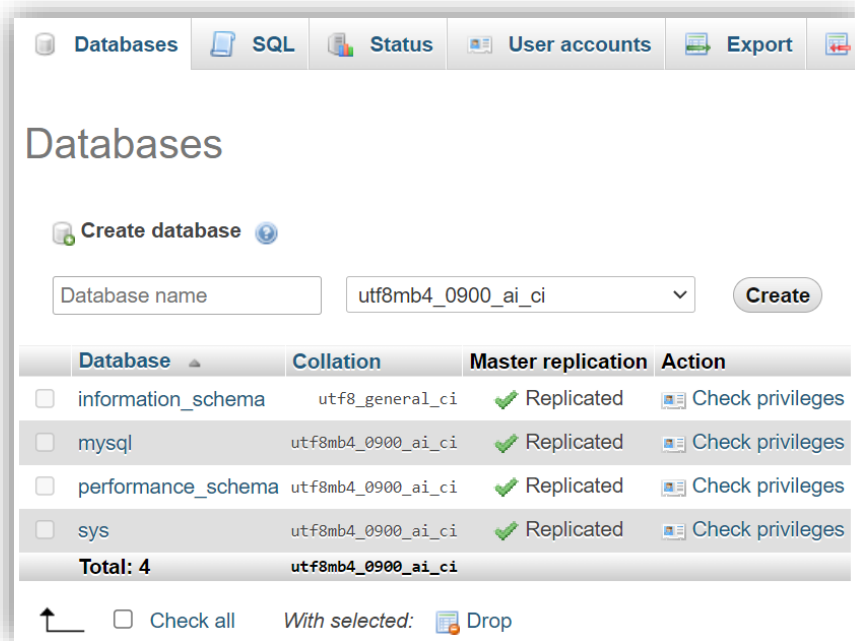 Databases SQL Status User accounts Export
Databases
Create database
Database name utf8mb4_0900_ai_ci Create
Database Collation Master replication Action
information_schema utf8_general_ci Replicated Check privileges
mysql utf8mb4_0900_ai_ci Replicated Check privileges
performance_schema utf8mb4_0900_ai_ci Replicated Check privileges
sys utf8mb4_0900_ai_ci Replicated Check privileges
Total: 4 utf8mb4_0900_ai_ci
Check all With selected: Drop